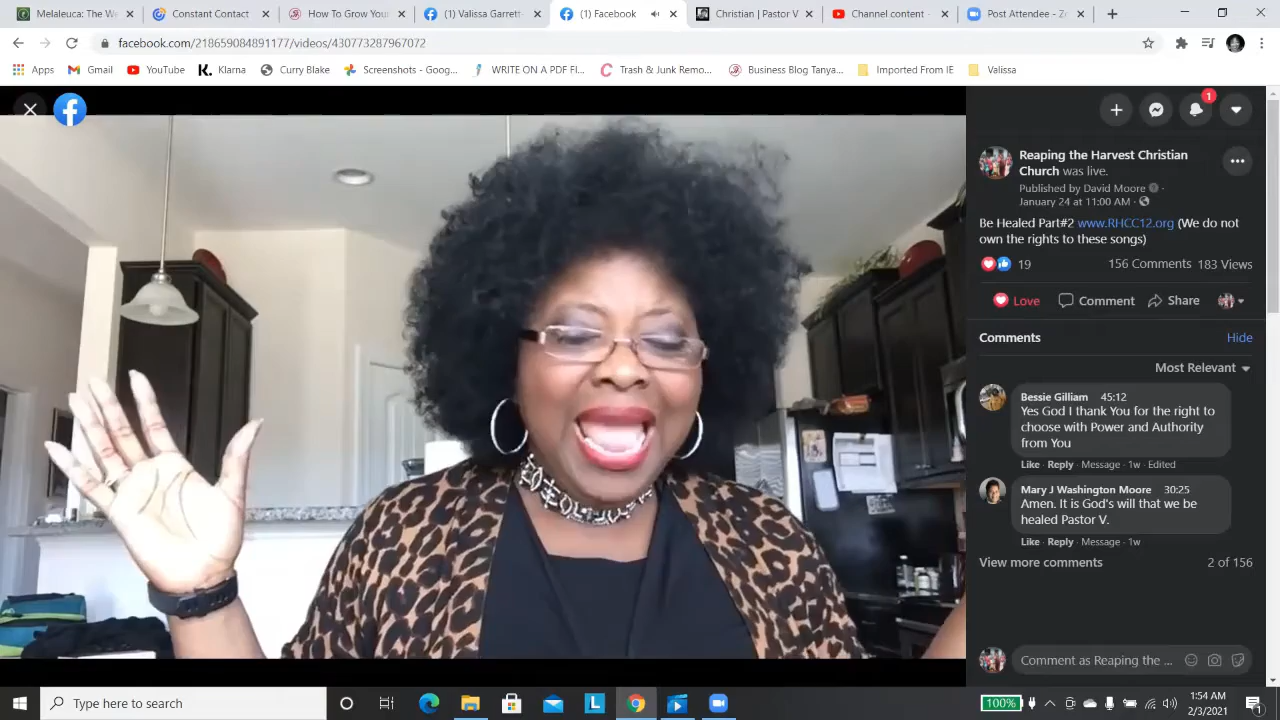 Melaleuca: The We
Constant Contact
How To Grow Your
(1) Valissa Garrett-
(1) Facebook
Christian | Pastor V
Channel content -
Post Attendee - Z
facebook.com/218659084891177/videos/430773287967072
Apps
Gmail
YouTube
K. Klarna
Curry Blake
Screenshots - Goog...
WRITE ON A PDF Fl...
Trash & Junk Remo...
Business Blog Tanya...
Imported From IE
Valissa
1
Reaping the Harvest Christian
Church was live.
Published by David Moore
January 24 at 11:00 AM ·
Be Healed Part#2 www.RHCC12.org (We do not
own the rights to these songs)
19
156 Comments 183 Views
Love
Comment
Share
Comments
Hide
Most Relevant
Bessie Gilliam 45:12
Yes God I thank You for the right to
choose with Power and Authority
from You
Like · Reply · Message · 1w · Edited
Mary J Washington Moore 30:25
Amen. It is God's will that we be
healed Pastor V.
Like · Reply · Message · 1w
View more comments
2 of 156
Comment as Reaping the ...
Type here to search
L
100%
1:54 AM
2/3/2021
1